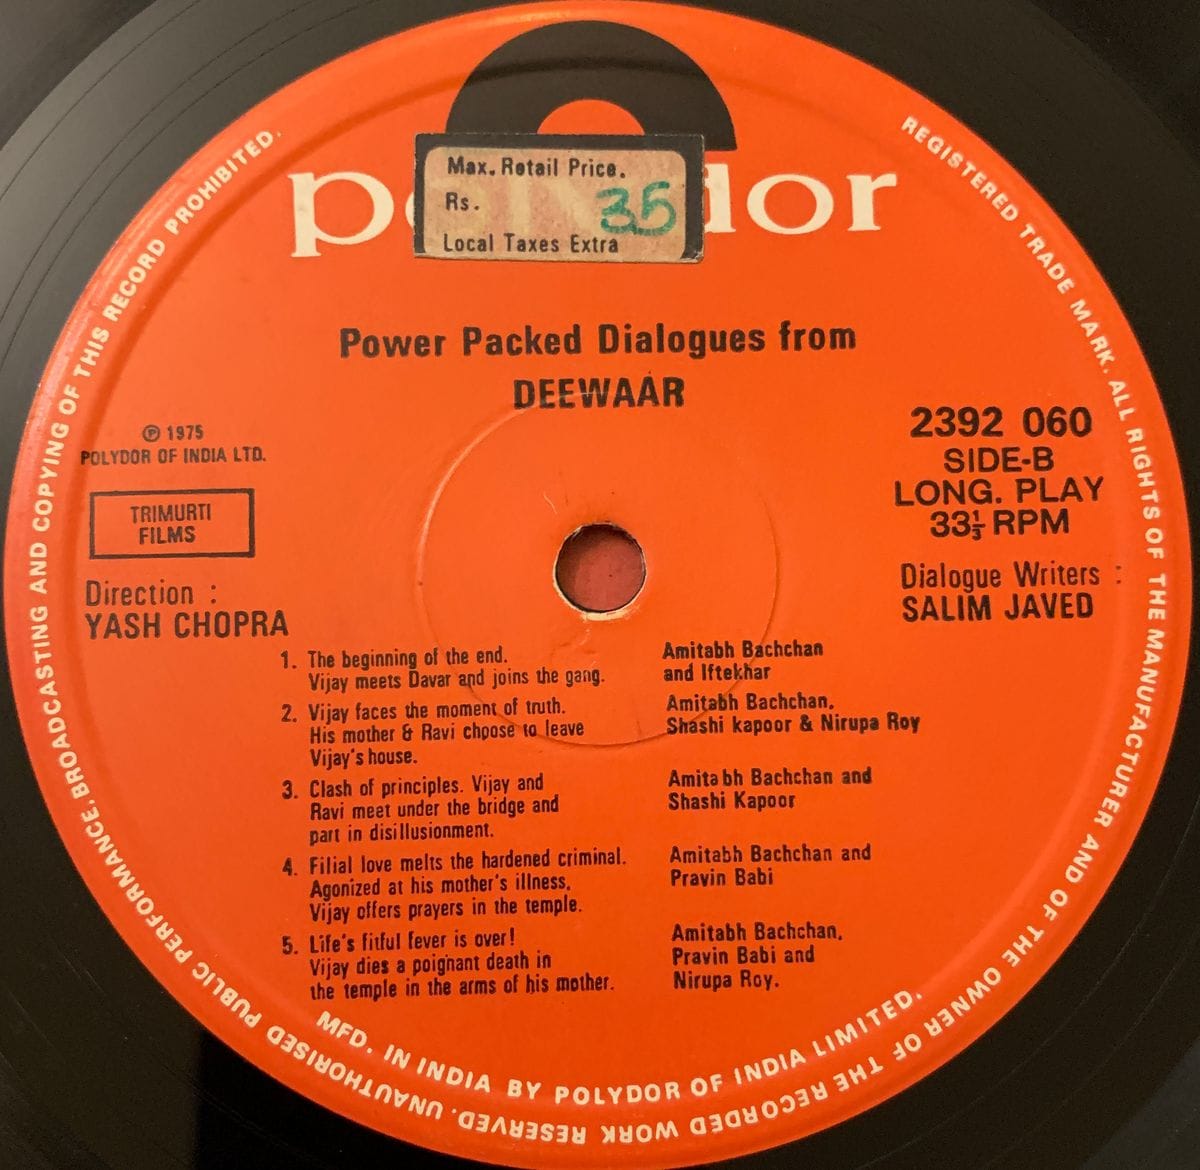 polydor
Max. Retail Price.
Rs. 35
Local Taxes Extra
Power Packed Dialogues from
DEEWAAR
℗ 1975
POLYDOR OF INDIA LTD.
TRIMURTI
FILMS
Direction :
YASH CHOPRA
2392 060
SIDE-B
LONG. PLAY
33⅓ RPM
Dialogue Writers :
SALIM JAVED
1. The beginning of the end.
Vijay meets Davar and joins the gang.
Amitabh Bachchan
and Iftekhar
2. Vijay faces the moment of truth.
His mother & Ravi choose to leave
Vijay's house.
Amitabh Bachchan,
Shashi kapoor & Nirupa Roy
3. Clash of principles. Vijay and
Ravi meet under the bridge and
part in disillusionment.
Amitabh Bachchan and
Shashi Kapoor
4. Filial love melts the hardened criminal.
Agonized at his mother's illness,
Vijay offers prayers in the temple.
Amitabh Bachchan and
Pravin Babi
5. Life's fitful fever is over!
Vijay dies a poignant death in
the temple in the arms of his mother.
Amitabh Bachchan,
Pravin Babi and
Nirupa Roy.
MFD. IN INDIA BY POLYDOR OF INDIA LIMITED.
REGISTERED TRADE MARK. ALL RIGHTS OF THE MANUFACTURER AND OF THE OWNER OF THE RECORDED WORK RESERVED. UNAUTHORISED PUBLIC PERFORMANCE, BROADCASTING AND COPYING OF THIS RECORD PROHIBITED.